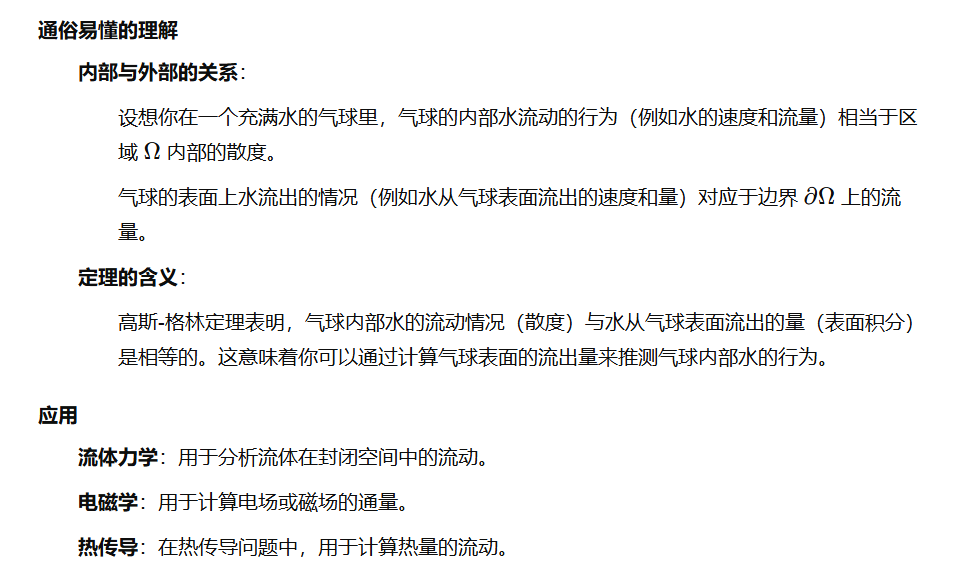 通俗易懂的理解
内部与外部的关系：
设想你在一个充满水的气球里，气球的内部水流动的行为（例如水的速度和流量）相当于区
域 Ω 内部的散度。
气球的表面上水流出的情况（例如水从气球表面流出的速度和量）对应于边界 ∂Ω 上的流
量。
定理的含义：
高斯-格林定理表明，气球内部水的流动情况（散度）与水从气球表面流出的量（表面积分）
是相等的。这意味着你可以通过计算气球表面的流出量来推测气球内部水的行为。
应用
流体力学：用于分析流体在封闭空间中的流动。
电磁学：用于计算电场或磁场的通量。
热传导：在热传导问题中，用于计算热量的流动。